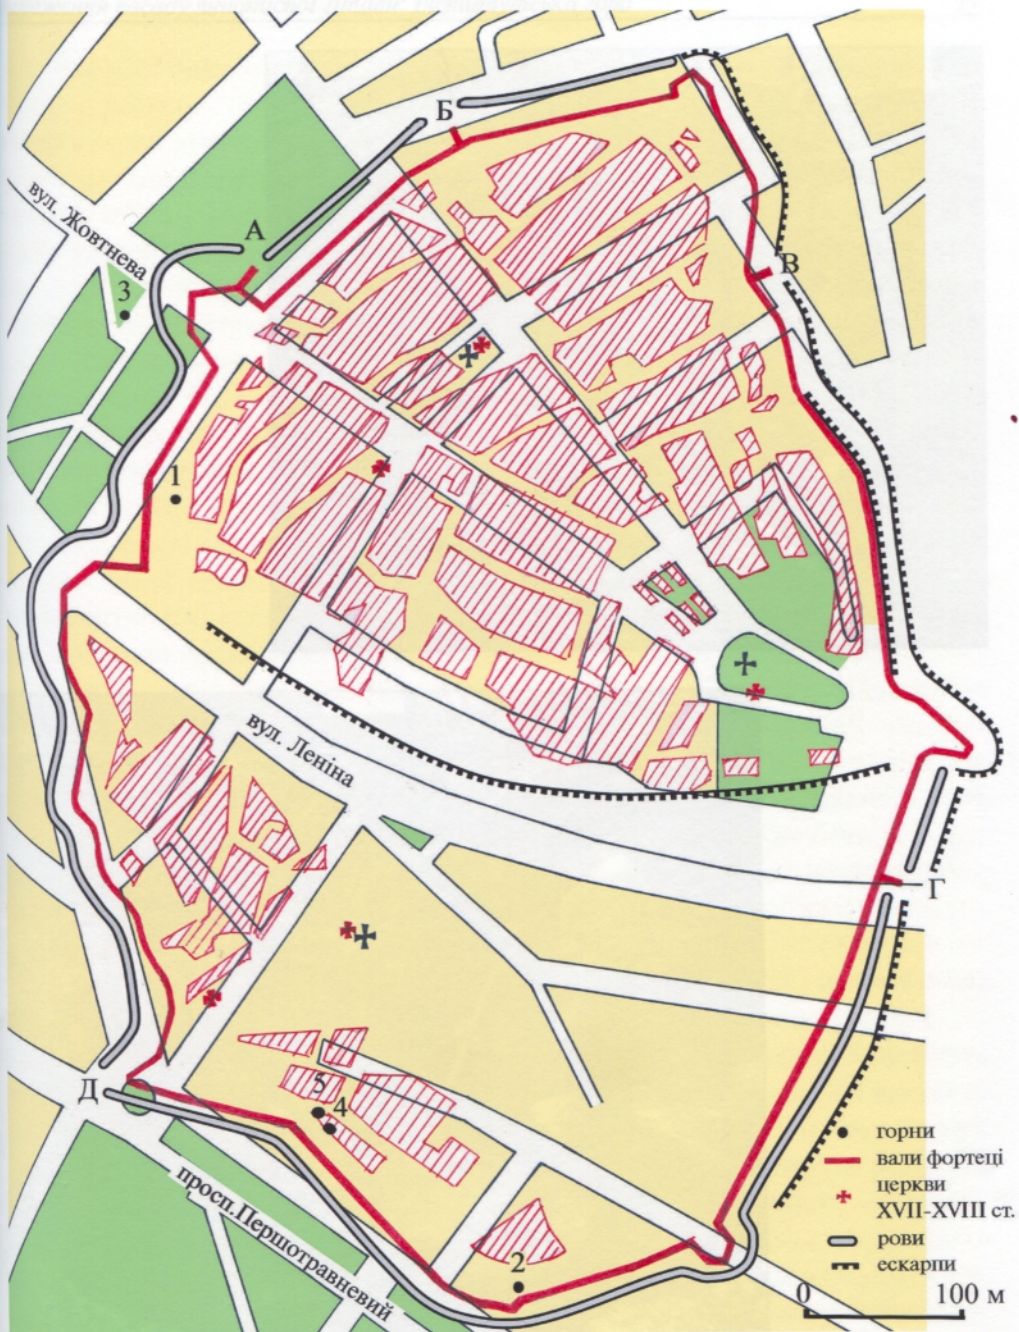 Б
вул. Жовтнева
А
3
В
1
вул. Леніна
Г
Д
5
4
просп.Першотравневий
2
горни
вали фортеці
церкви
XVII-XVIII ст.
рови
ескарпи
0 100 м